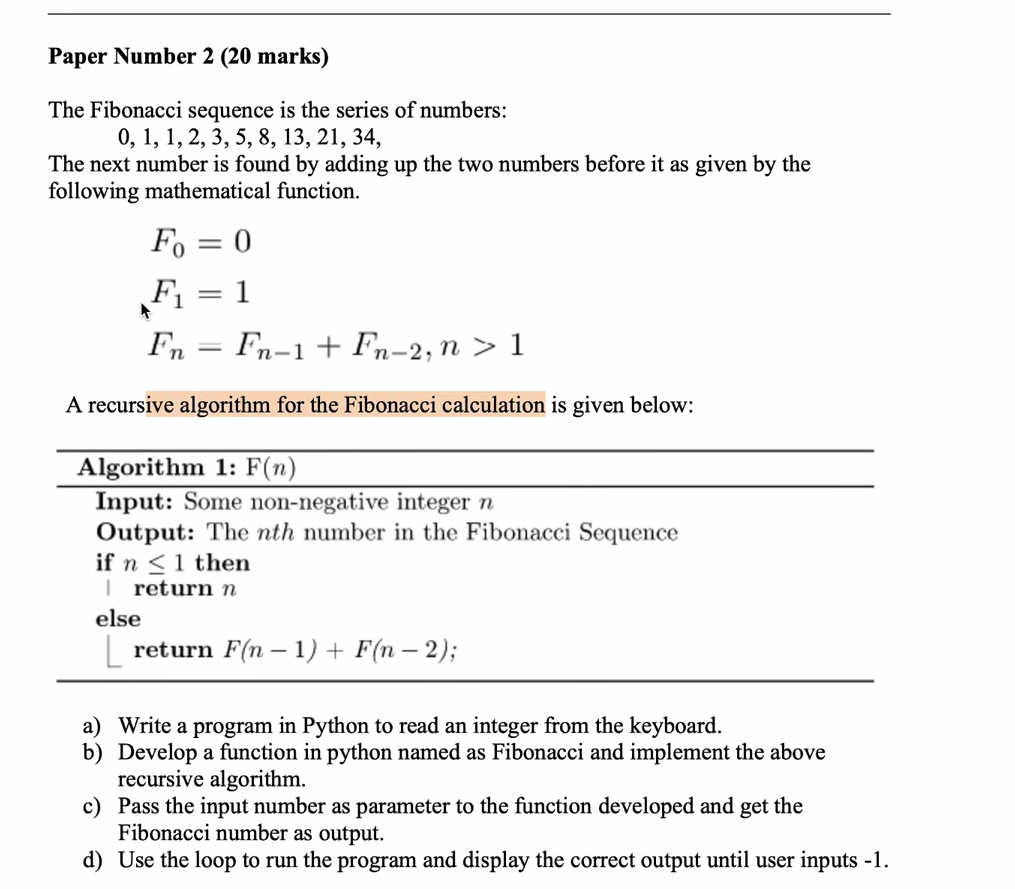 Paper Number 2 (20 marks)
The Fibonacci sequence is the series of numbers:
0, 1, 1, 2, 3, 5, 8, 13, 21, 34,
The next number is found by adding up the two numbers before it as given by the
following mathematical function.
F₀ = 0
F₁ = 1
Fₙ = Fₙ₋₁ + Fₙ₋₂, n > 1
A recursive algorithm for the Fibonacci calculation is given below:
Algorithm 1: F(n)
Input: Some non-negative integer n
Output: The nth number in the Fibonacci Sequence
if n ≤ 1 then
return n
else
return F(n − 1) + F(n − 2);
a) Write a program in Python to read an integer from the keyboard.
b) Develop a function in python named as Fibonacci and implement the above
recursive algorithm.
c) Pass the input number as parameter to the function developed and get the
Fibonacci number as output.
d) Use the loop to run the program and display the correct output until user inputs -1.